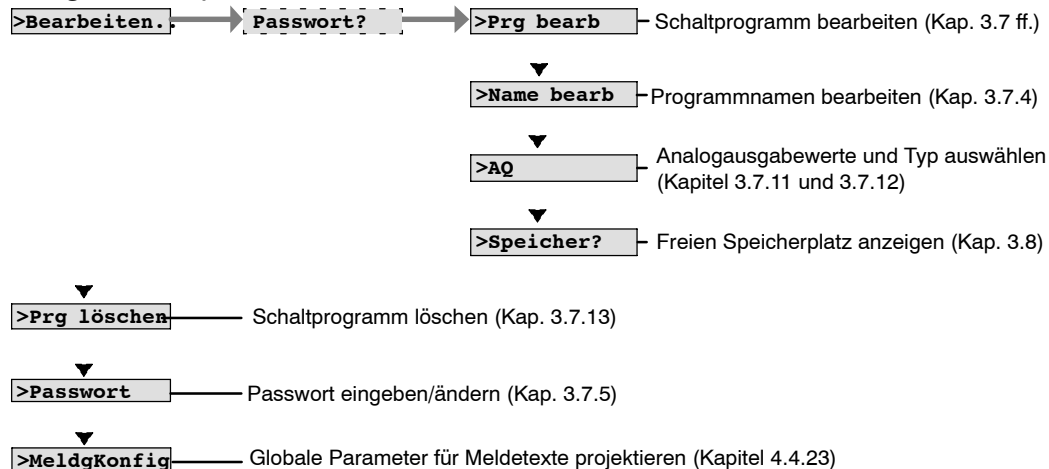 >Bearbeiten..
Passwort?
>Prg bearb
Schaltprogramm bearbeiten (Kap. 3.7 ff.)
>Name bearb
Programmnamen bearbeiten (Kap. 3.7.4)
>AQ
Analogausgabewerte und Typ auswählen
(Kapitel 3.7.11 und 3.7.12)
>Speicher?
Freien Speicherplatz anzeigen (Kap. 3.8)
>Prg löschen
Schaltprogramm löschen (Kap. 3.7.13)
>Passwort
Passwort eingeben/ändern (Kap. 3.7.5)
>MeldgKonfig
Globale Parameter für Meldetexte projektieren (Kapitel 4.4.23)